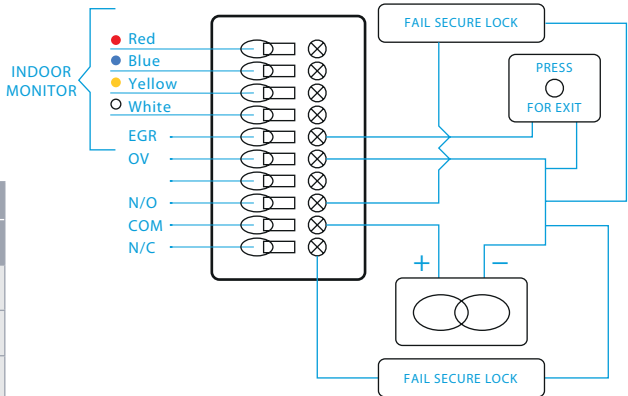 INDOOR
MONITOR
Red
Blue
Yellow
White
EGR
OV
N/O
COM
N/C
FAIL SECURE LOCK
PRESS
FOR EXIT
+ −
FAIL SECURE LOCK